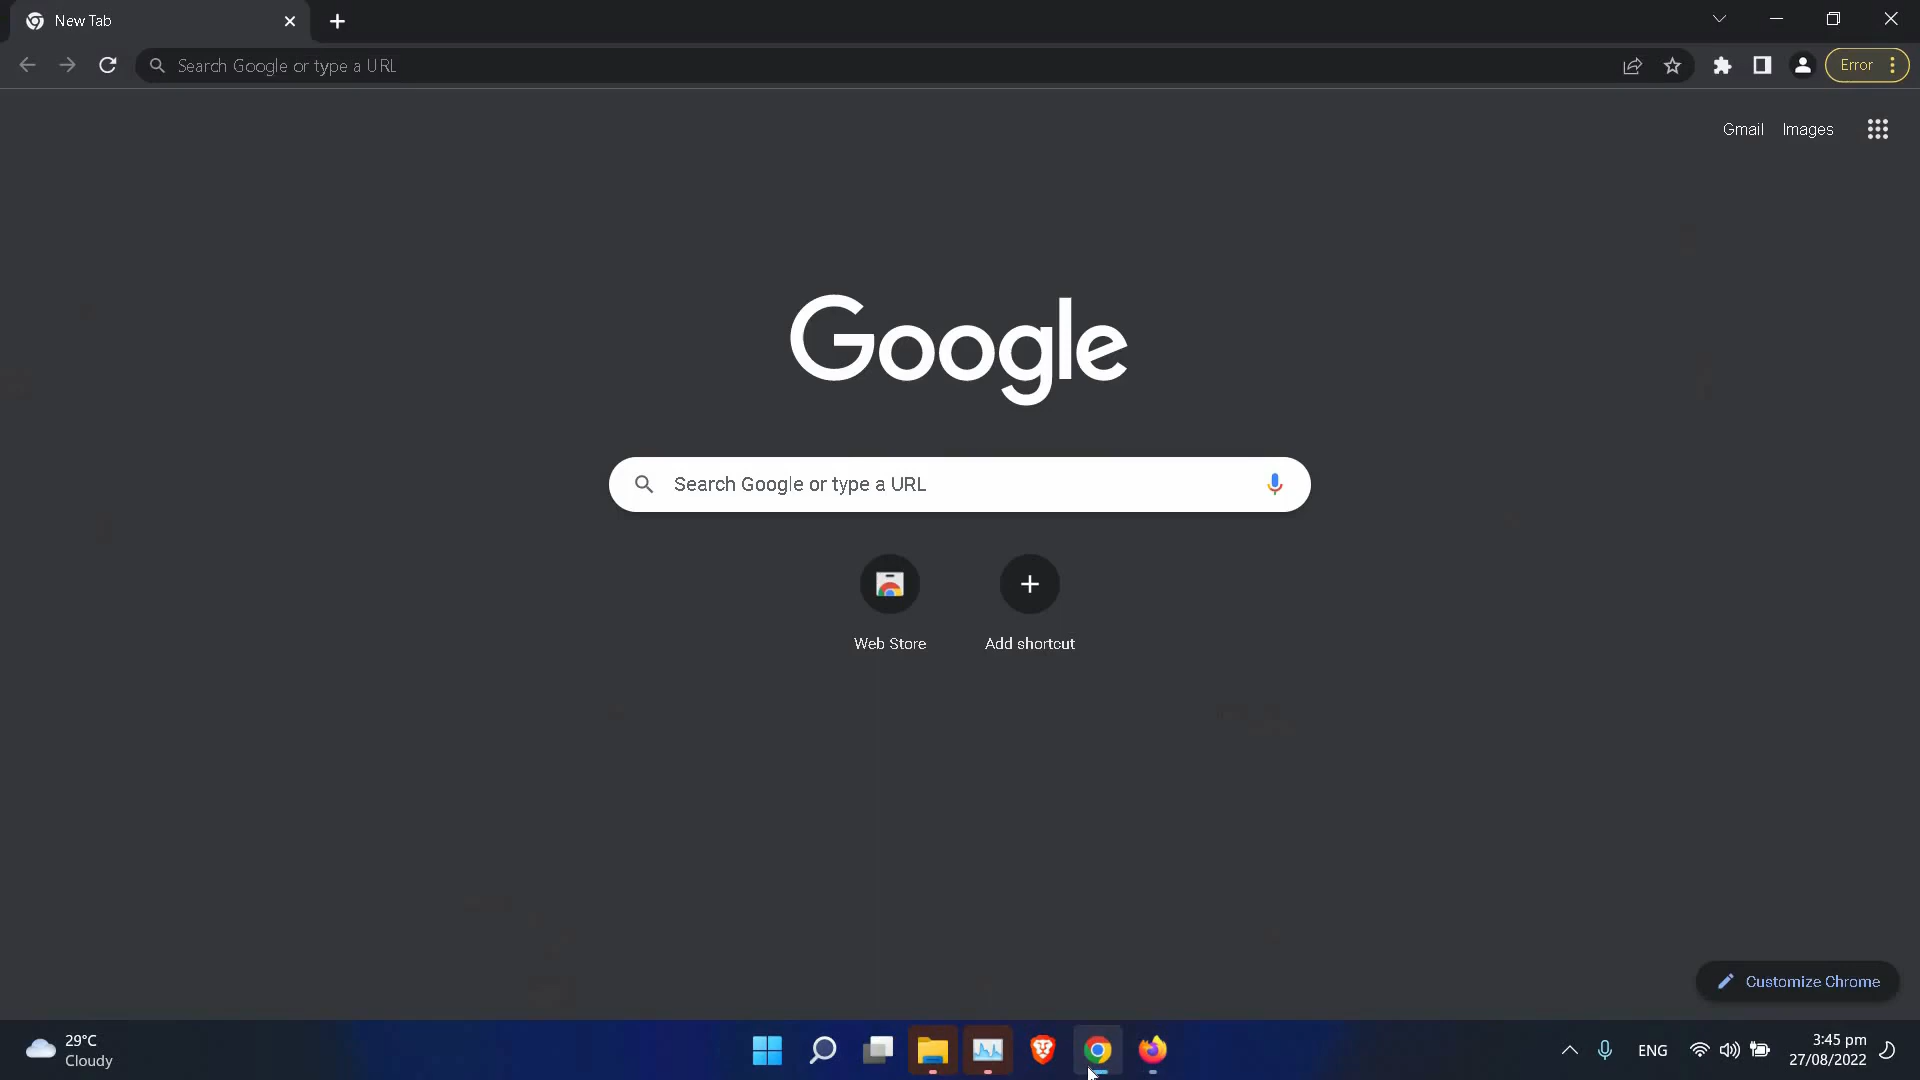 New Tab
Search Google or type a URL
Error
Gmail Images
Google
Search Google or type a URL
Web Store Add shortcut
Customize Chrome
29°C
Cloudy
ENG
3:45 pm
27/08/2022